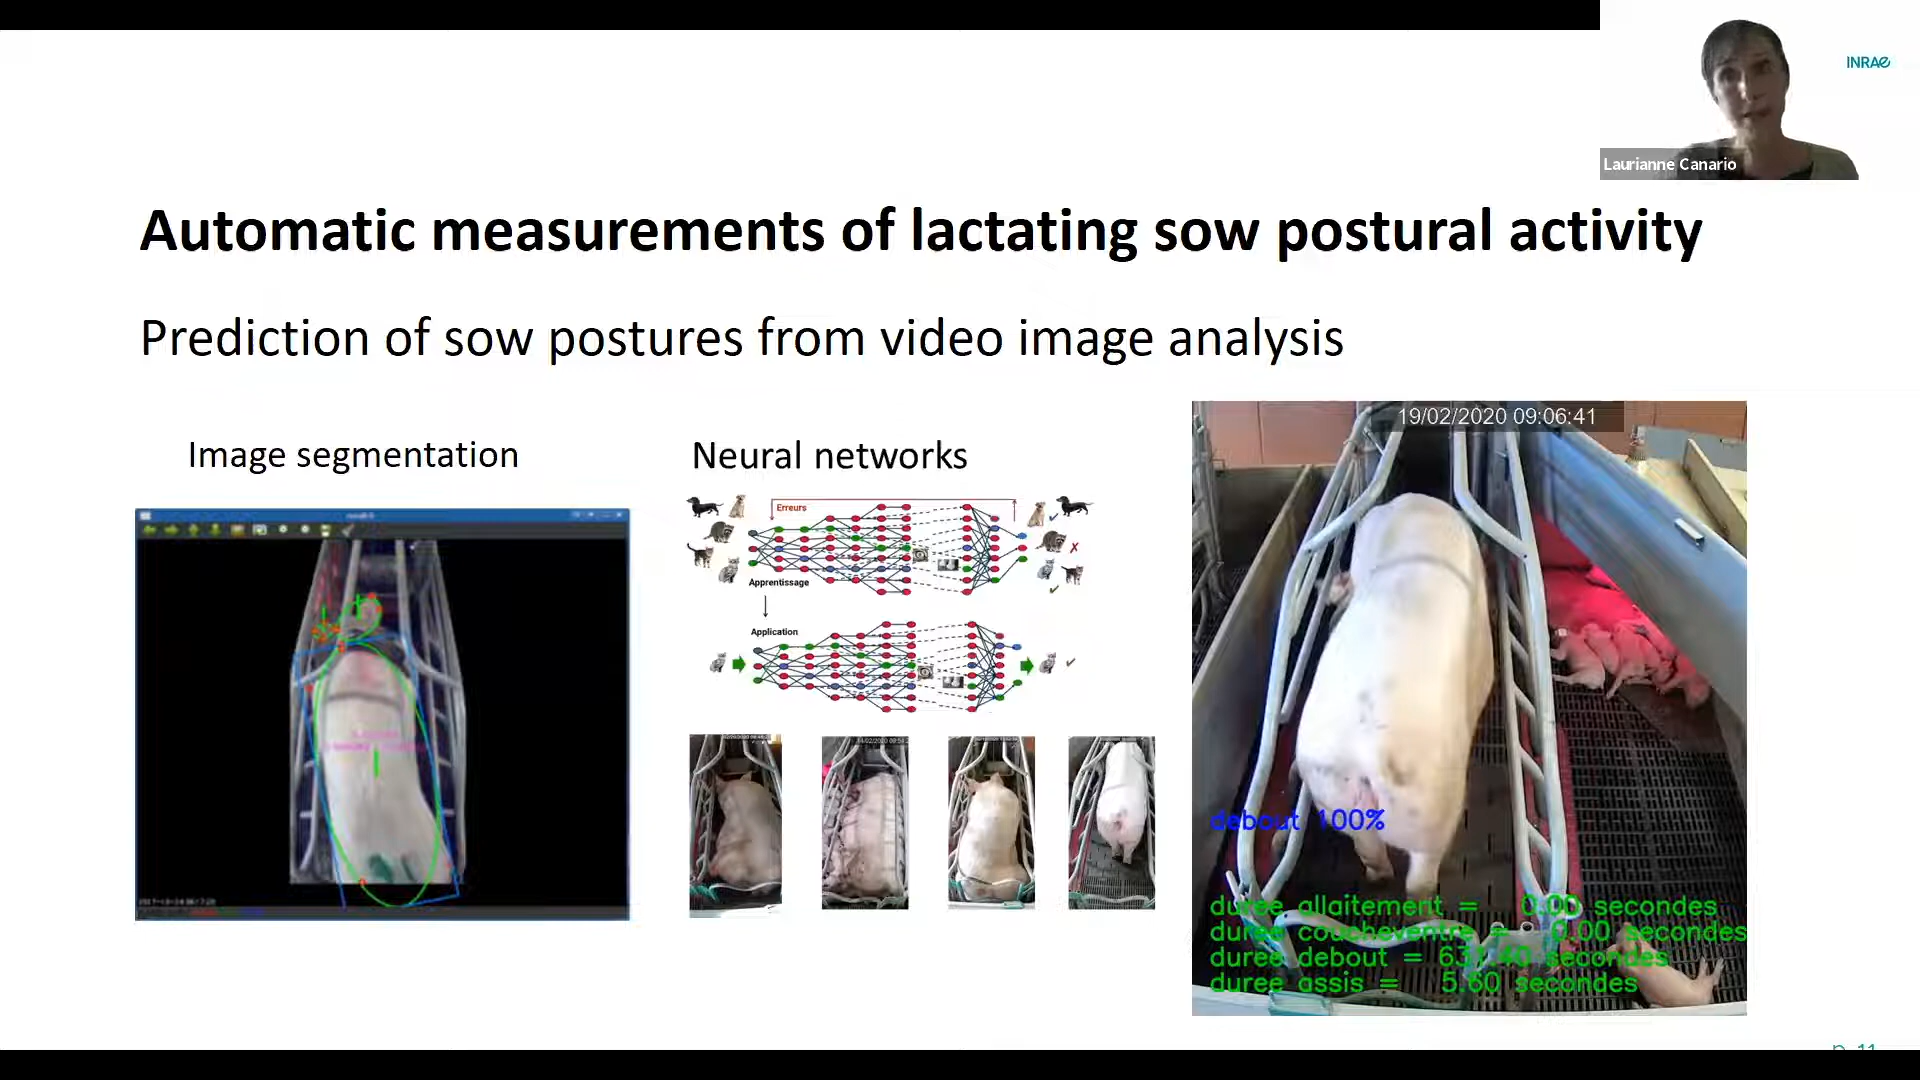 INRAE
Laurianne Canario
Automatic measurements of lactating sow postural activity
Prediction of sow postures from video image analysis
Image segmentation
Neural networks
Erreurs
Apprentissage
Application
19/02/2020 09:06:41
debout 100%
duree allaitement = 0.00 secondes
duree coucheventre = 0.00 secondes
duree debout = 631.40 secondes
duree assis = 5.60 secondes